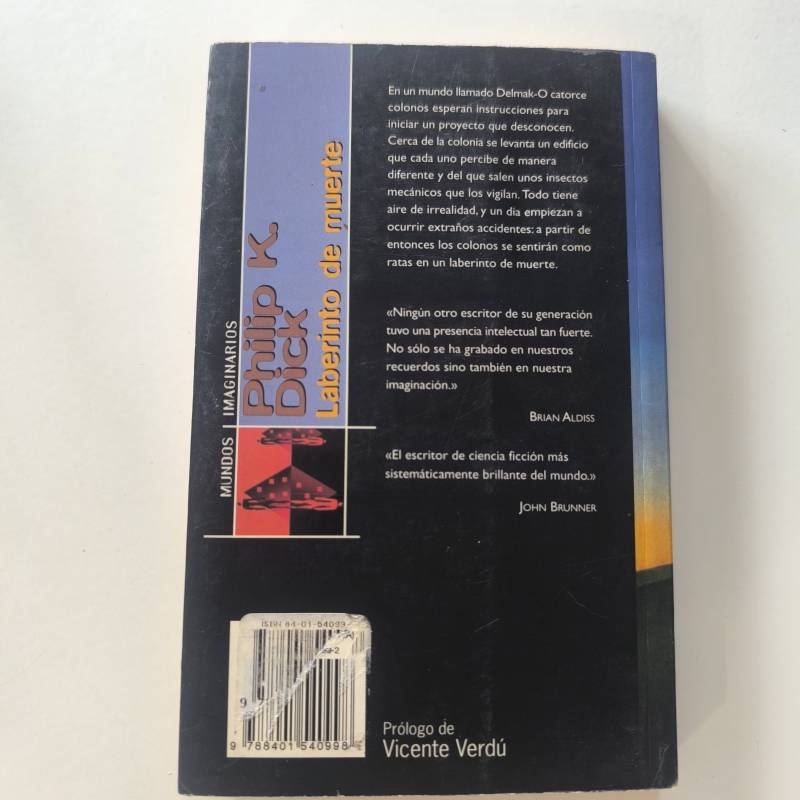 MUNDOS IMAGINARIOS
Philip K.
Dick
Laberinto de muerte
En un mundo llamado Delmak-O catorce
colonos esperan instrucciones para
iniciar un proyecto que desconocen.
Cerca de la colonia se levanta un edificio
que cada uno percibe de manera
diferente y del que salen unos insectos
mecánicos que los vigilan. Todo tiene
aire de irrealidad, y un día empiezan a
ocurrir extraños accidentes: a partir de
entonces los colonos se sentirán como
ratas en un laberinto de muerte.
«Ningún otro escritor de su generación
tuvo una presencia intelectual tan fuerte.
No sólo se ha grabado en nuestros
recuerdos sino también en nuestra
imaginación.»
BRIAN ALDISS
«El escritor de ciencia ficción más
sistemáticamente brillante del mundo.»
JOHN BRUNNER
ISBN 84-01-54099
9
9 788401 540998
Prólogo de
Vicente Verdú